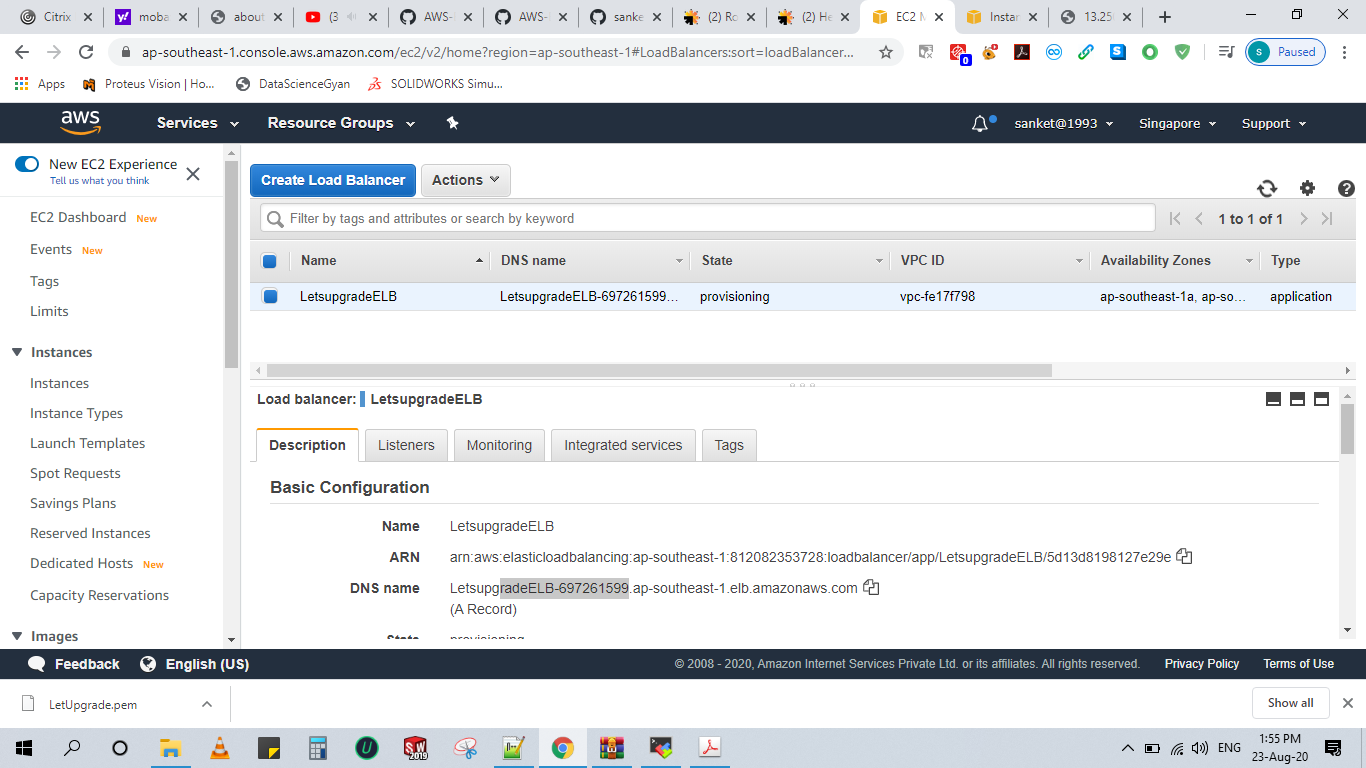 Citrix
moba
about
(3
AWS-
AWS-
sanke
(2) Ro
(2) He
EC2 M
Instar
13.25
ap-southeast-1.console.aws.amazon.com/ec2/v2/home?region=ap-southeast-1#LoadBalancers:sort=loadBalancer...
0
S Paused
Apps Proteus Vision | Ho... DataScienceGyan SOLIDWORKS Simu...
aws Services Resource Groups sanket@1993 Singapore Support
New EC2 Experience
Tell us what you think
EC2 Dashboard New
Events New
Tags
Limits
Instances
Instances
Instance Types
Launch Templates
Spot Requests
Savings Plans
Reserved Instances
Dedicated Hosts New
Capacity Reservations
Images
Create Load Balancer Actions
Filter by tags and attributes or search by keyword 1 to 1 of 1
Name DNS name State VPC ID Availability Zones Type
LetsupgradeELB LetsupgradeELB-697261599... provisioning vpc-fe17f798 ap-southeast-1a, ap-so... application
Load balancer: LetsupgradeELB
Description Listeners Monitoring Integrated services Tags
Basic Configuration
Name LetsupgradeELB
ARN arn:aws:elasticloadbalancing:ap-southeast-1:812082353728:loadbalancer/app/LetsupgradeELB/5d13d8198127e29e
DNS name LetsupgradeELB-697261599.ap-southeast-1.elb.amazonaws.com
(A Record)
State provisioning
Feedback English (US) © 2008 - 2020, Amazon Internet Services Private Ltd. or its affiliates. All rights reserved. Privacy Policy Terms of Use
LetUpgrade.pem Show all
ENG 1:55 PM
23-Aug-20